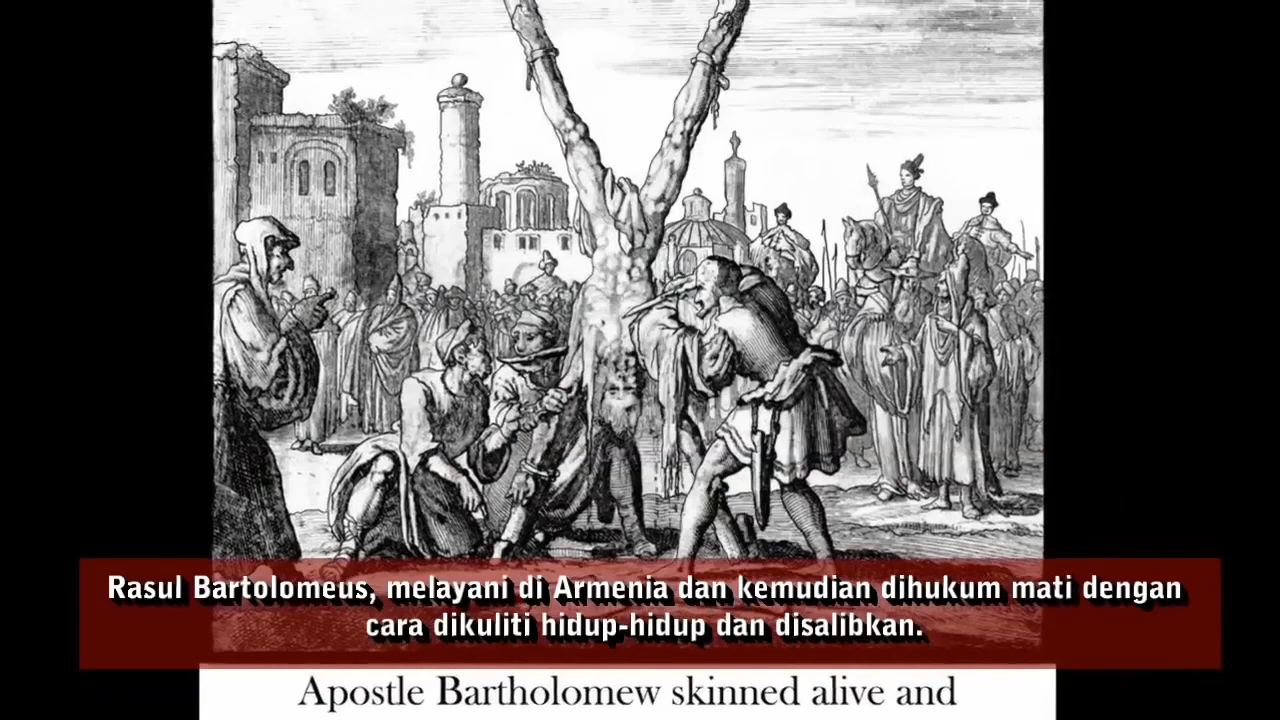 Rasul Bartolomeus, melayani di Armenia dan kemudian dihukum mati dengan
cara dikuliti hidup-hidup dan disalibkan.
Apostle Bartholomew skinned alive and